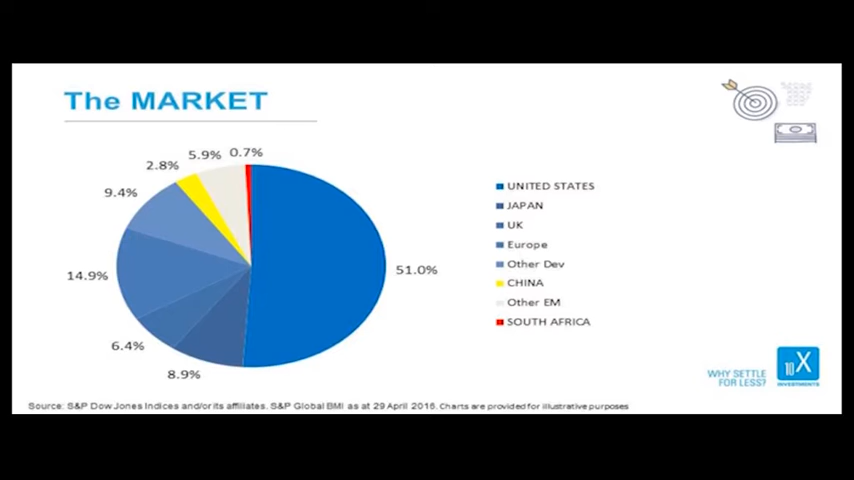 The MARKET
5.9%
0.7%
2.8%
9.4%
14.9%
51.0%
6.4%
8.9%
UNITED STATES
JAPAN
UK
Europe
Other Dev
CHINA
Other EM
SOUTH AFRICA
WHY SETTLE
FOR LESS?
10X
INVESTMENTS
Source: S&P Dow Jones Indices and/or its affiliates. S&P Global BMI as at 29 April 2016. Charts are provided for illustrative purposes